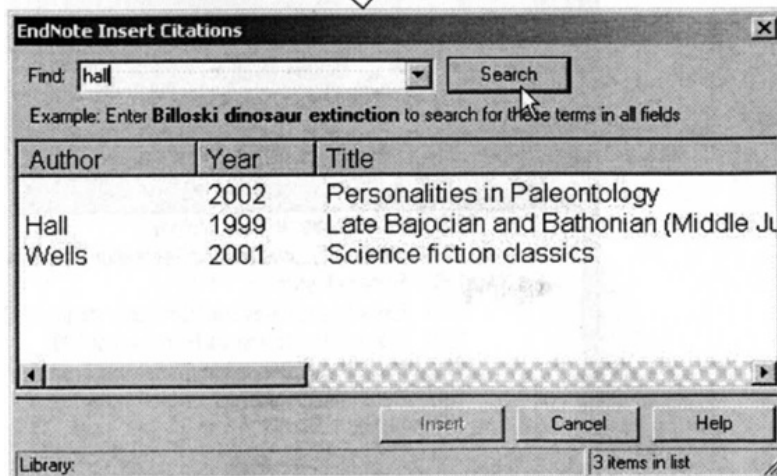 EndNote Insert Citations
Find: hall Search
Example: Enter Billoski dinosaur extinction to search for these terms in all fields
Author Year Title
2002 Personalities in Paleontology
Hall 1999 Late Bajocian and Bathonian (Middle Ju
Wells 2001 Science fiction classics
Insert Cancel Help
Library: 3 items in list